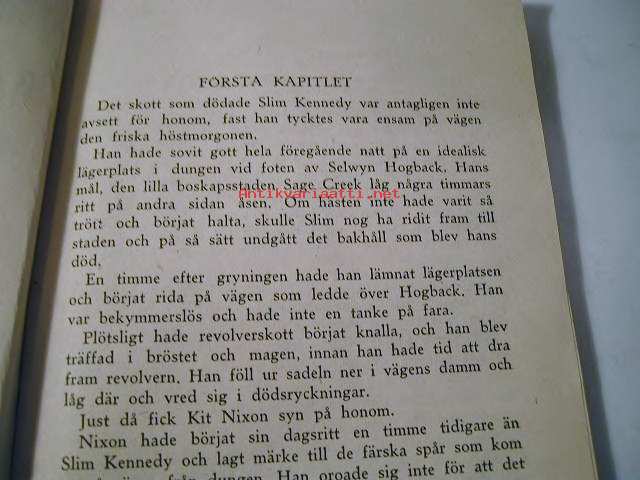 FÖRSTA KAPITLET
Det skott som dödade Slim Kennedy var antagligen inte
avsett för honom, fast han tycktes vara ensam på vägen
den friska höstmorgonen.
Han hade sovit gott hela föregående natt på en idealisk
lägerplats i dungen vid foten av Selwyn Hogback. Hans
mål, den lilla boskapsstaden Sage Creek låg några timmars
ritt på andra sidan åsen. Om hästen inte hade varit så
Antikvariaatti.net
trött och börjat halta, skulle Slim nog ha ridit fram till
staden och på så sätt undgått det bakhåll som blev hans
död.
En timme efter gryningen hade han lämnat lägerplatsen
och börjat rida på vägen som ledde över Hogback. Han
var bekymmerslös och hade inte en tanke på fara.
Plötsligt hade revolverskott börjat knalla, och han blev
träffad i bröstet och magen, innan han hade tid att dra
fram revolvern. Han föll ur sadeln ner i vägens damm och
låg där och vred sig i dödsryckningar.
Just då fick Kit Nixon syn på honom.
Nixon hade börjat sin dagsritt en timme tidigare än
Slim Kennedy och lagt märke till de färska spår som kom
från dungen. Han oroade sig inte för att det